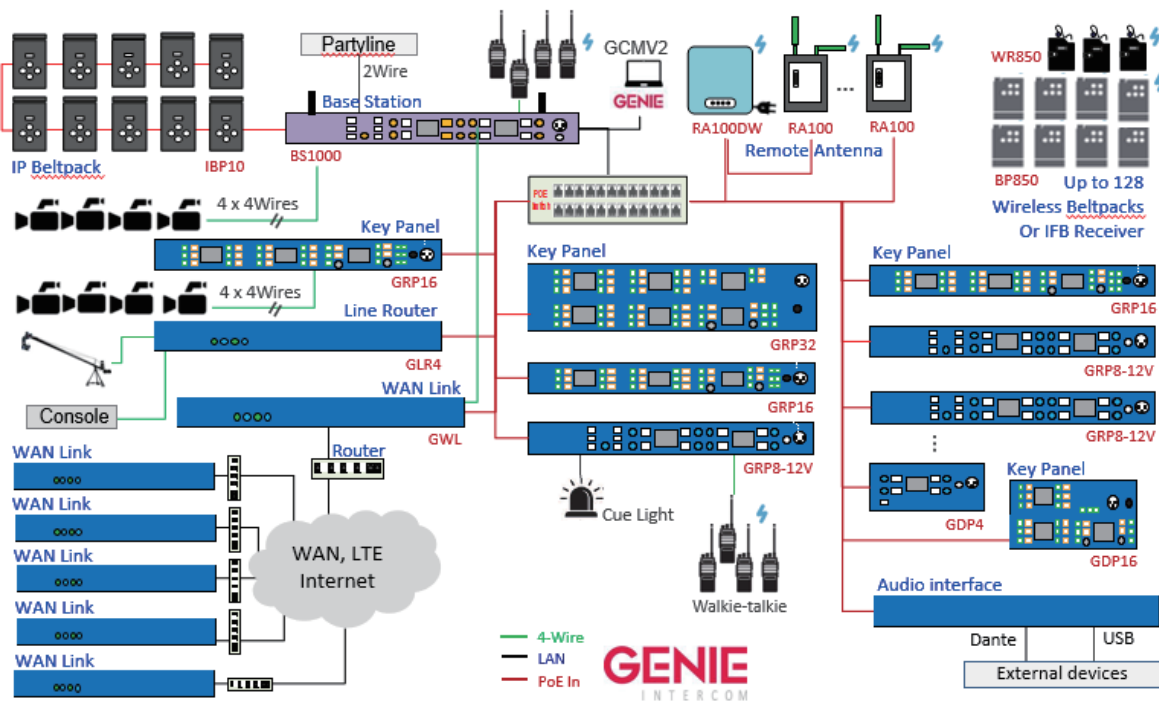 Partyline
2Wire
GCMV2
GENIE
WR850
Base Station
RA100DW
RA100
RA100
...
Remote Antenna
IP Beltpack
IBP10
BS1000
BP850
Up to 128
Wireless Beltpacks
Or IFB Receiver
POE
4 x 4Wires
Key Panel
GRP16
Key Panel
GRP32
Key Panel
GRP16
4 x 4Wires
Line Router
GLR4
GRP8-12V
WAN Link
GWL
GRP16
GRP8-12V
Console
Router
GRP8-12V
WAN Link
WAN Link
WAN Link
WAN Link
WAN Link
WAN, LTE
Internet
Cue Light
Walkie-talkie
GDP4
Key Panel
GDP16
Audio interface
Dante
USB
External devices
4-Wire
LAN
PoE In
GENIE
INTERCOM